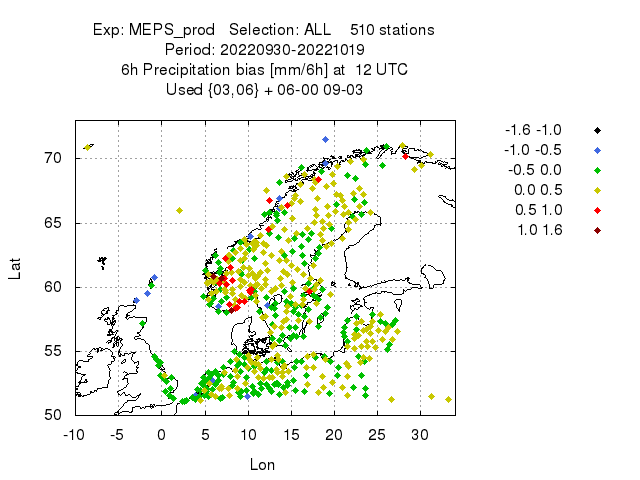 Exp: MEPS_prod Selection: ALL 510 stations
Period: 20220930-20221019
6h Precipitation bias [mm/6h] at 12 UTC
Used {03,06} + 06-00 09-03
-1.6 -1.0
-1.0 -0.5
-0.5 0.0
0.0 0.5
0.5 1.0
1.0 1.6
70
65
60
55
50
Lat
-10 -5 0 5 10 15 20 25 30
Lon